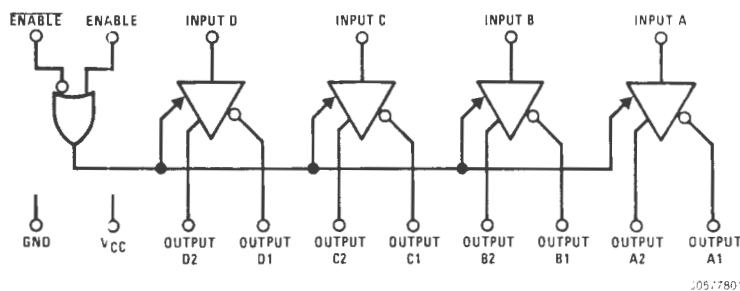 ENABLE ENABLE INPUT D INPUT C INPUT B INPUT A
GND VCC OUTPUT D2 OUTPUT D1 OUTPUT C2 OUTPUT C1 OUTPUT B2 OUTPUT B1 OUTPUT A2 OUTPUT A1